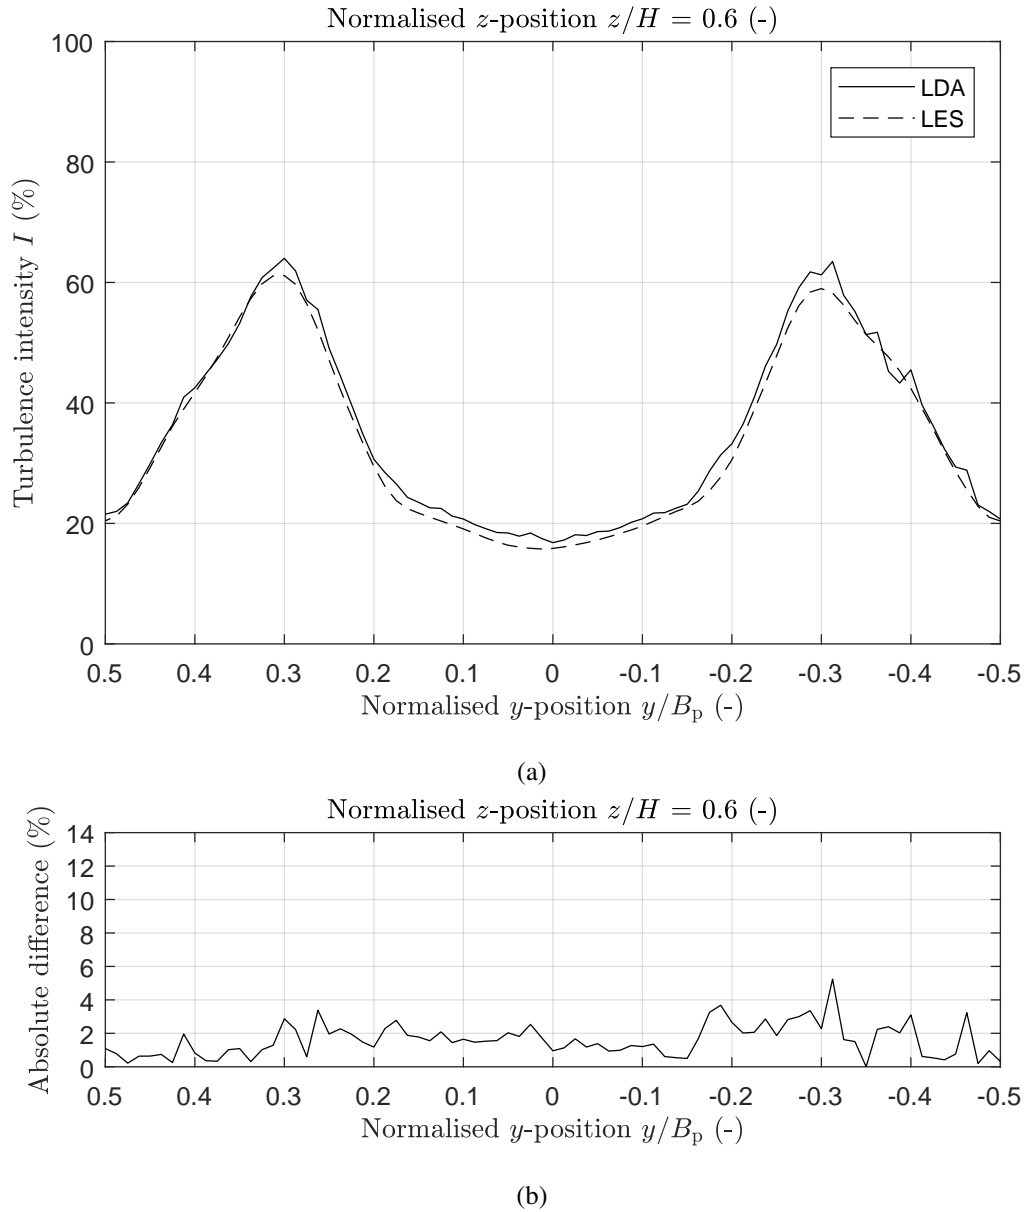 Normalised z-position z/H = 0.6 (-)
Turbulence intensity I (%)
100
80
60
40
20
0
LDA
LES
0.5 0.4 0.3 0.2 0.1 0 -0.1 -0.2 -0.3 -0.4 -0.5
Normalised y-position y/Bp (-)
(a)
Normalised z-position z/H = 0.6 (-)
Absolute difference (%)
14
12
10
8
6
4
2
0
0.5 0.4 0.3 0.2 0.1 0 -0.1 -0.2 -0.3 -0.4 -0.5
Normalised y-position y/Bp (-)
(b)